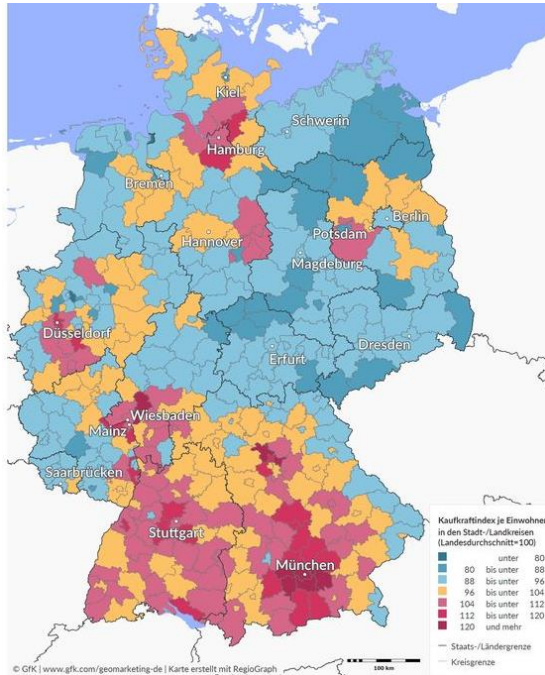 Kiel
Schwerin
Hamburg
Bremen
Berlin
Hannover
Potsdam
Magdeburg
Düsseldorf
Dresden
Erfurt
Wiesbaden
Mainz
Saarbrücken
Stuttgart
München
Kaufkraftindex je Einwohner
in den Stadt-/Landkreisen
(Landesdurchschnitt=100)
unter 80
80 bis unter 88
88 bis unter 96
96 bis unter 104
104 bis unter 112
112 bis unter 120
120 und mehr
Staats-/Ländergrenze
Kreisgrenze
100 km
© GfK | www.gfk.com/geomarketing-de | Karte erstellt mit RegioGraph